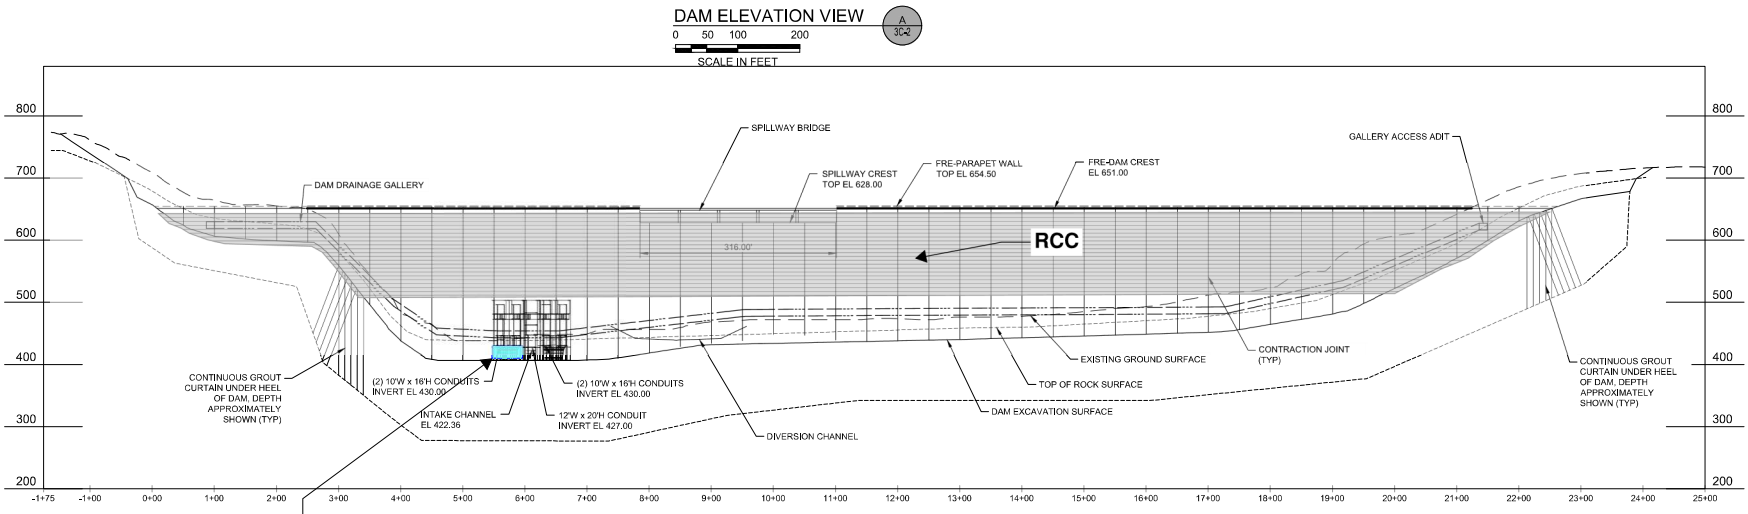 DAM ELEVATION VIEW
A
3C-2
0 50 100 200
SCALE IN FEET
800 800
700 700
600 600
500 500
400 400
300 300
200 200
SPILLWAY BRIDGE
GALLERY ACCESS ADIT
DAM DRAINAGE GALLERY
SPILLWAY CREST
TOP EL 628.00
FRE-PARAPET WALL
TOP EL 654.50
FRE-DAM CREST
EL 651.00
316.00'
RCC
CONTINUOUS GROUT
CURTAIN UNDER HEEL
OF DAM, DEPTH
APPROXIMATELY
SHOWN (TYP)
(2) 10'W x 16'H CONDUITS
INVERT EL 430.00
INTAKE CHANNEL
EL 422.36
(2) 10'W x 16'H CONDUITS
INVERT EL 430.00
12'W x 20'H CONDUIT
INVERT EL 427.00
DIVERSION CHANNEL
EXISTING GROUND SURFACE
TOP OF ROCK SURFACE
DAM EXCAVATION SURFACE
CONTRACTION JOINT
(TYP)
CONTINUOUS GROUT
CURTAIN UNDER HEEL
OF DAM, DEPTH
APPROXIMATELY
SHOWN (TYP)
-1+75 -1+00 0+00 1+00 2+00 3+00 4+00 5+00 6+00 7+00 8+00 9+00 10+00 11+00 12+00 13+00 14+00 15+00 16+00 17+00 18+00 19+00 20+00 21+00 22+00 23+00 24+00 25+00